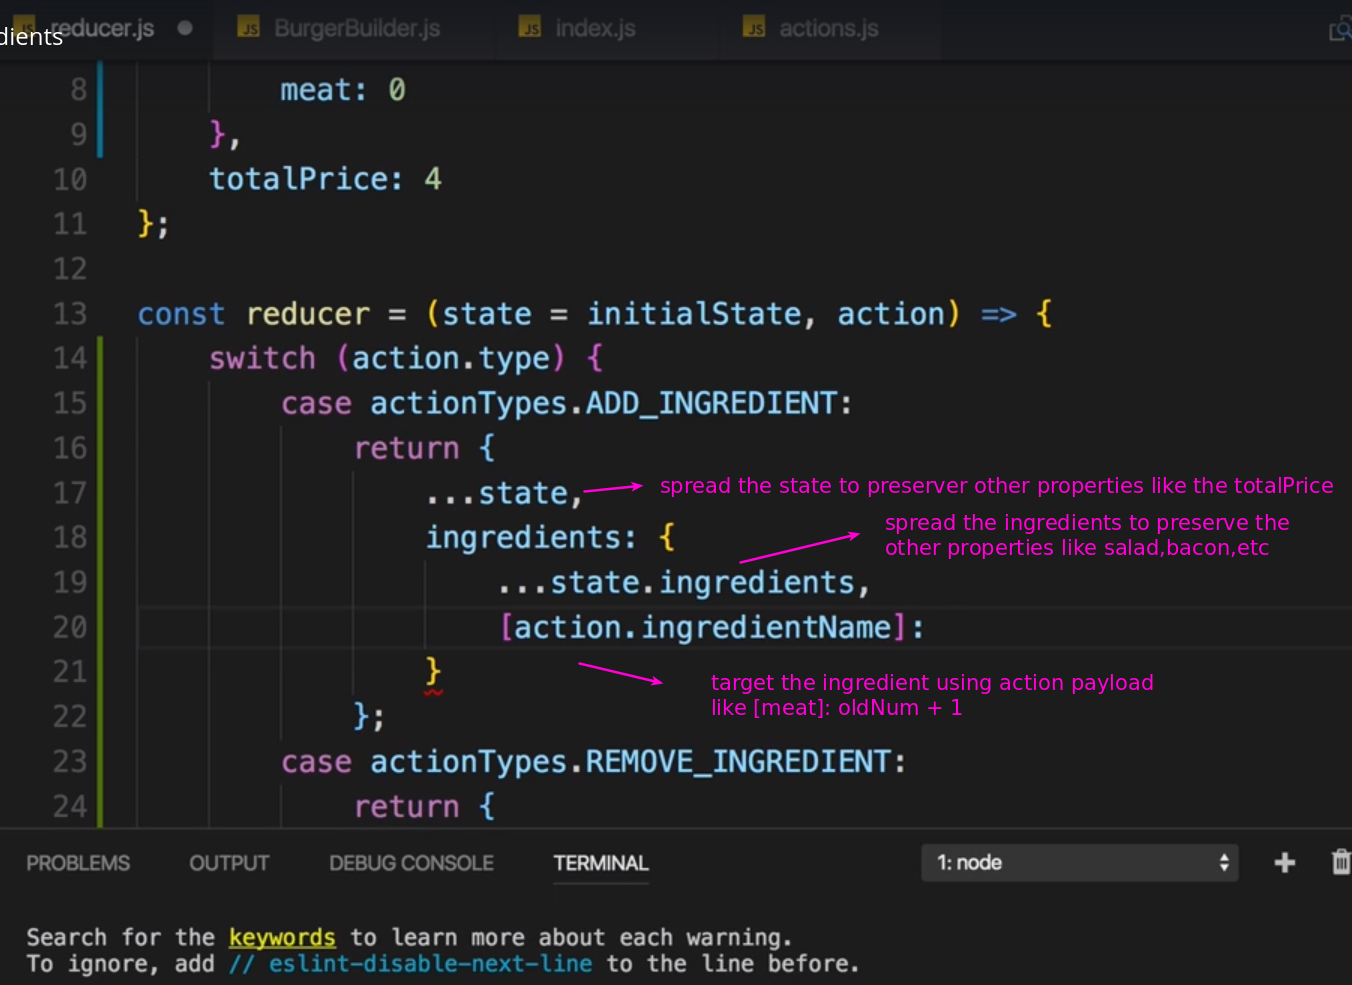 dients
reducer.js
BurgerBuilder.js
index.js
actions.js
8 meat: 0
9 },
10 totalPrice: 4
11 };
12
13 const reducer = (state = initialState, action) => {
14 switch (action.type) {
15 case actionTypes.ADD_INGREDIENT:
16 return {
17 ...state,
spread the state to preserver other properties like the totalPrice
18 ingredients: {
spread the ingredients to preserve the
other properties like salad,bacon,etc
19 ...state.ingredients,
20 [action.ingredientName]:
21 }
target the ingredient using action payload
like [meat]: oldNum + 1
22 };
23 case actionTypes.REMOVE_INGREDIENT:
24 return {
PROBLEMS OUTPUT DEBUG CONSOLE TERMINAL 1: node
Search for the keywords to learn more about each warning.
To ignore, add // eslint-disable-next-line to the line before.